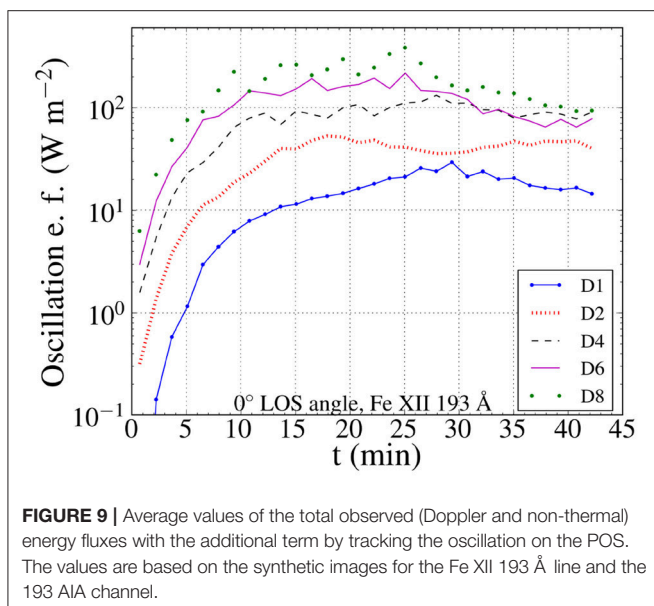 Oscillation e. f. (W m⁻²)
10²
10¹
10⁰
10⁻¹
D1
D2
D4
D6
D8
0° LOS angle, Fe XII 193 Å
0 5 10 15 20 25 30 35 40 45
t (min)
FIGURE 9 | Average values of the total observed (Doppler and non-thermal)
energy fluxes with the additional term by tracking the oscillation on the POS.
The values are based on the synthetic images for the Fe XII 193 Å line and the
193 AIA channel.